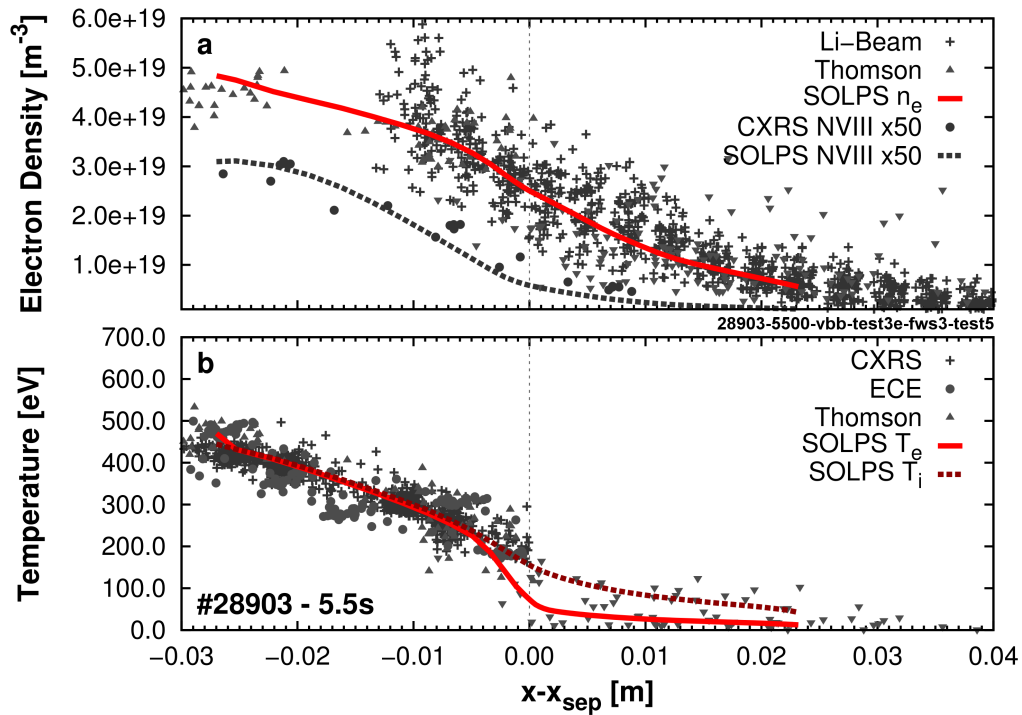 6.0e+19
5.0e+19
4.0e+19
3.0e+19
2.0e+19
1.0e+19
Electron Density [m-3]
a
Li−Beam
Thomson
SOLPS ne
CXRS NVIII x50
SOLPS NVIII x50
28903-5500-vbb-test3e-fws3-test5
700.0
600.0
500.0
400.0
300.0
200.0
100.0
0.0
Temperature [eV]
b
CXRS
ECE
Thomson
SOLPS Te
SOLPS Ti
#28903 - 5.5s
−0.03 −0.02 −0.01 0.00 0.01 0.02 0.03 0.04
x-xsep [m]